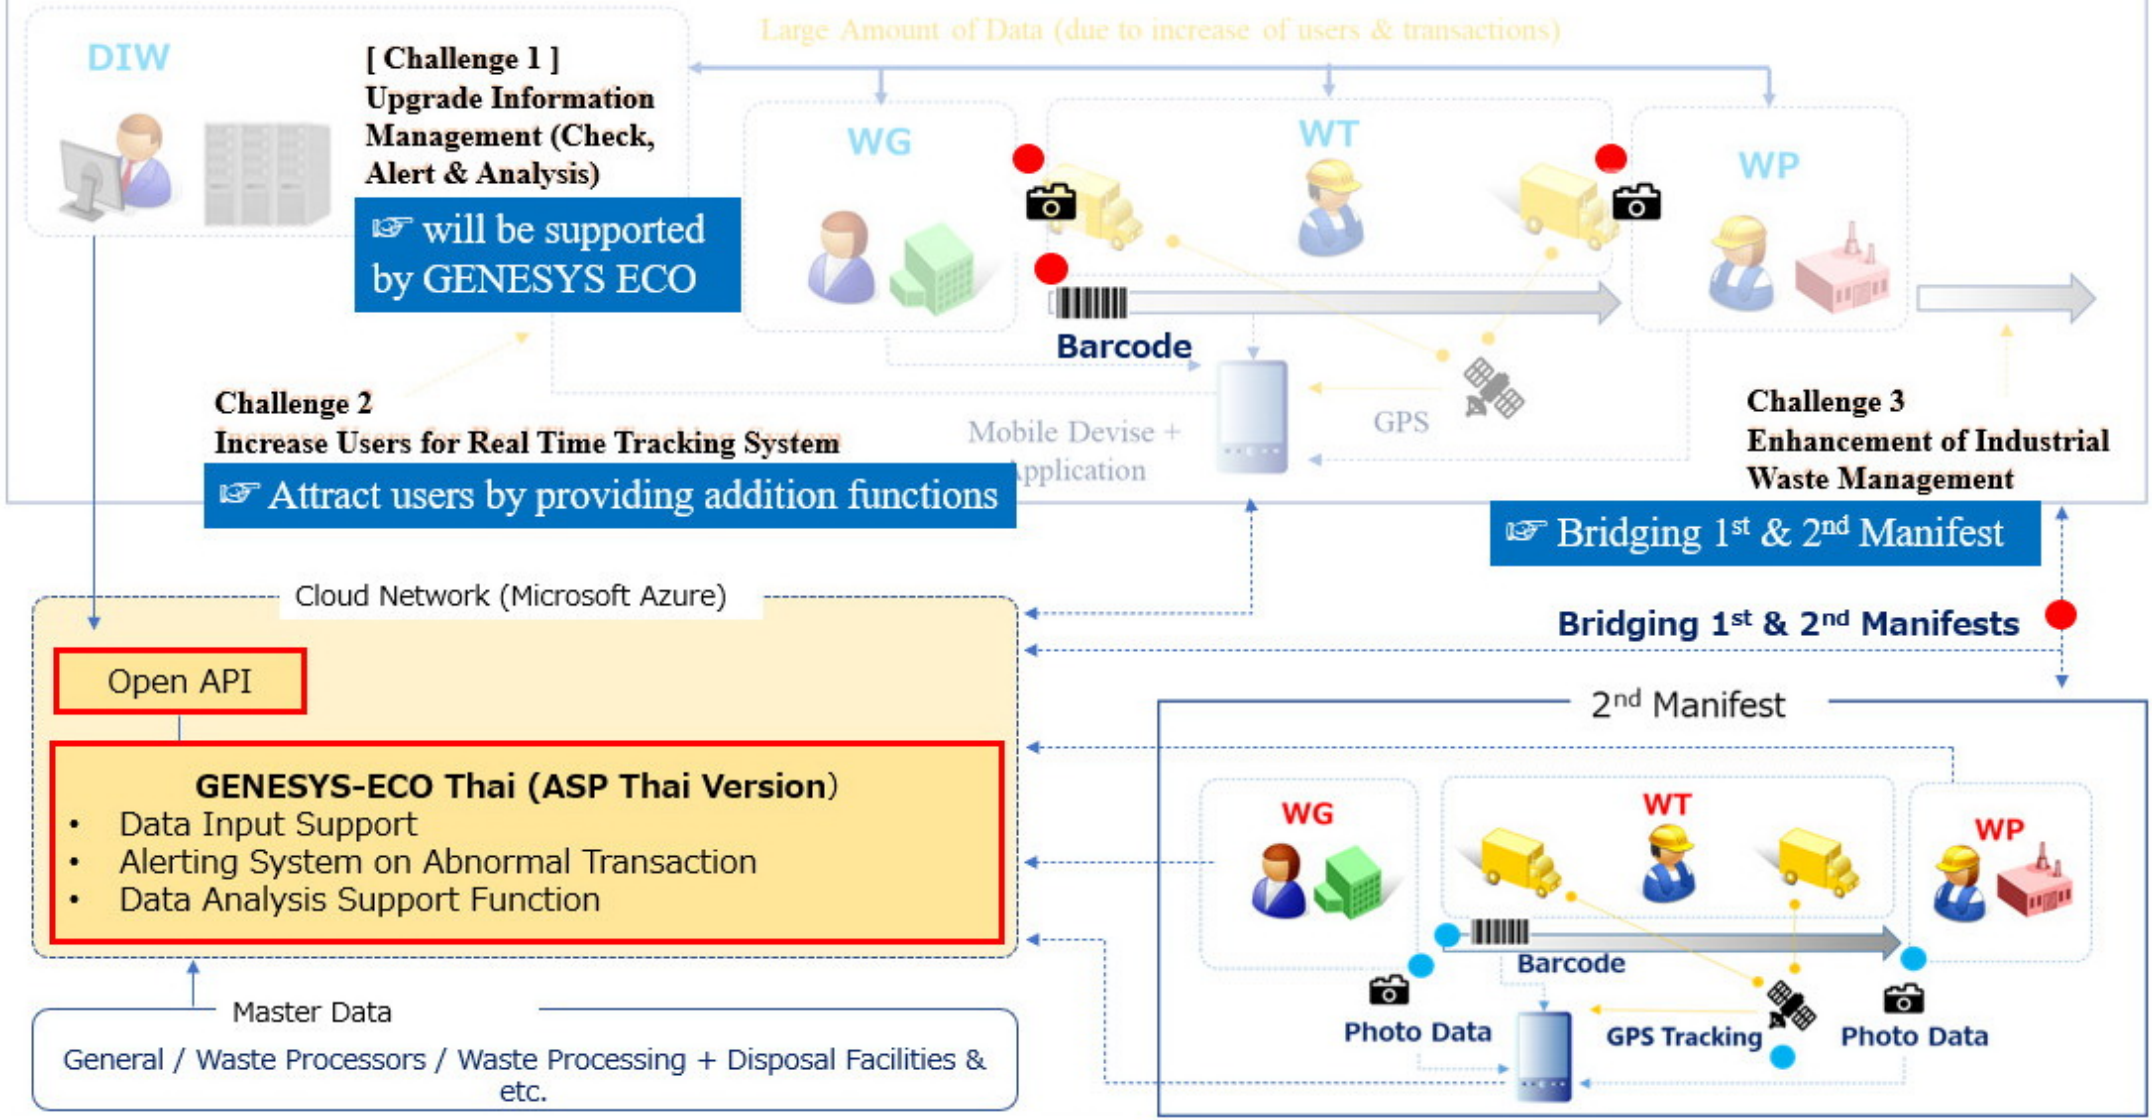 Large Amount of Data (due to increase of users & transactions)
DIW
[ Challenge 1 ]
Upgrade Information
Management (Check,
Alert & Analysis)
☞ will be supported
by GENESYS ECO
WG
WT
WP
Barcode
Challenge 2
Increase Users for Real Time Tracking System
☞ Attract users by providing addition functions
Mobile Devise +
Application
GPS
Challenge 3
Enhancement of Industrial
Waste Management
☞ Bridging 1st & 2nd Manifest
Cloud Network (Microsoft Azure)
Bridging 1st & 2nd Manifests
Open API
GENESYS-ECO Thai (ASP Thai Version)
• Data Input Support
• Alerting System on Abnormal Transaction
• Data Analysis Support Function
Master Data
General / Waste Processors / Waste Processing + Disposal Facilities &
etc.
2nd Manifest
WG
WT
WP
Barcode
Photo Data
GPS Tracking
Photo Data